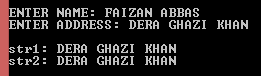 ENTER NAME: FAIZAN ABBAS
ENTER ADDRESS: DERA GHAZI KHAN
str1: DERA GHAZI KHAN
str2: DERA GHAZI KHAN